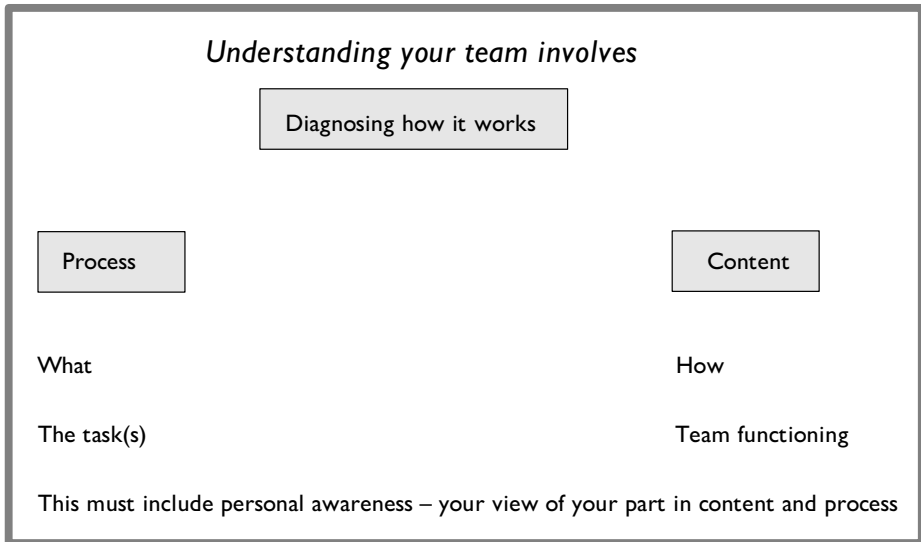 Understanding your team involves
Diagnosing how it works
Process
Content
What
How
The task(s)
Team functioning
This must include personal awareness – your view of your part in content and process